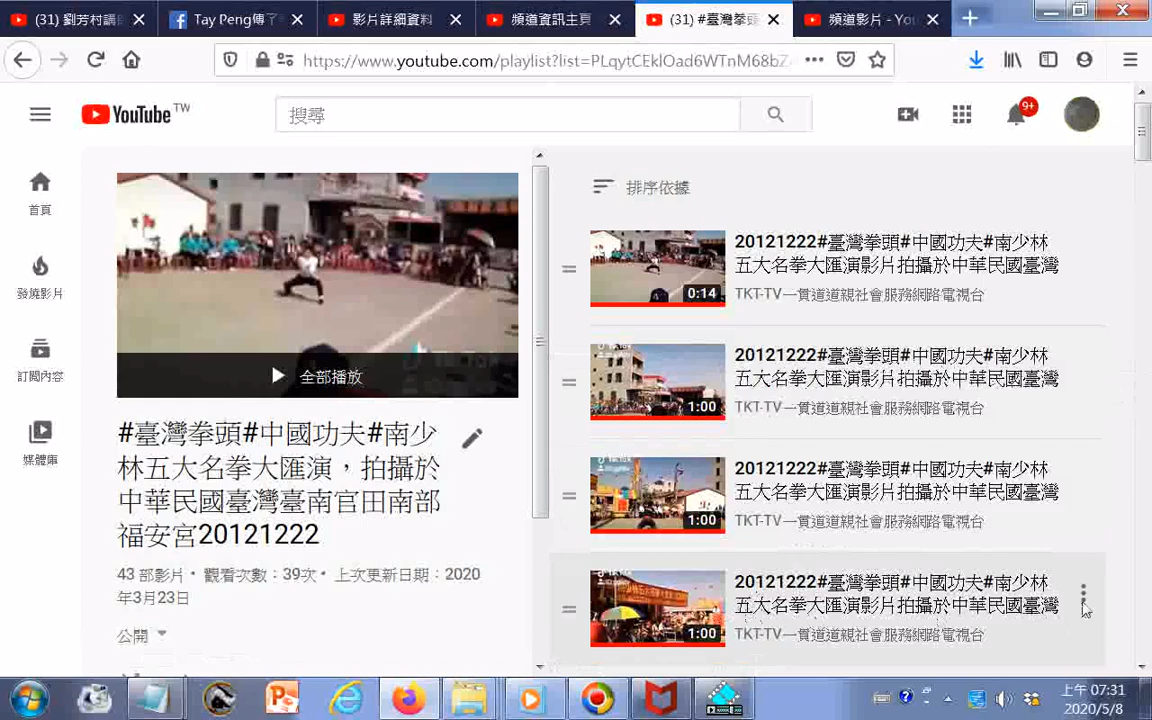 (31) 劉芳村講
Tay Peng傳了
影片詳細資料
頻道資訊主頁
(31) #臺灣拳頭
頻道影片 - You
https://www.youtube.com/playlist?list=PLqytCEklOad6WTnM68bZ
YouTube TW
搜尋
9+
首頁
發燒影片
訂閱內容
媒體庫
全部播放
#臺灣拳頭#中國功夫#南少
林五大名拳大匯演，拍攝於
中華民國臺灣臺南官田南部
福安宮20121222
43 部影片 • 觀看次數：39次 • 上次更新日期：2020
年3月23日
公開
排序依據
0:14
20121222#臺灣拳頭#中國功夫#南少林
五大名拳大匯演影片拍攝於中華民國臺灣
TKT-TV一貫道道親社會服務網路電視台
1:00
20121222#臺灣拳頭#中國功夫#南少林
五大名拳大匯演影片拍攝於中華民國臺灣
TKT-TV一貫道道親社會服務網路電視台
1:00
20121222#臺灣拳頭#中國功夫#南少林
五大名拳大匯演影片拍攝於中華民國臺灣
TKT-TV一貫道道親社會服務網路電視台
1:00
20121222#臺灣拳頭#中國功夫#南少林
五大名拳大匯演影片拍攝於中華民國臺灣
TKT-TV一貫道道親社會服務網路電視台
上午 07:31
2020/5/8